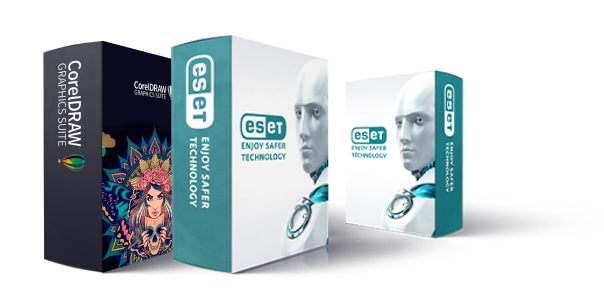 CorelDRAW
GRAPHICS SUITE
CorelDRAW
GRAPHICS SUITE
eseT
ENJOY SAFER
TECHNOLOGY
eseT
ENJOY SAFER
TECHNOLOGY
eseT
ENJOY SAFER
TECHNOLOGY
eseT
ENJOY SAFER
TECHNOLOGY